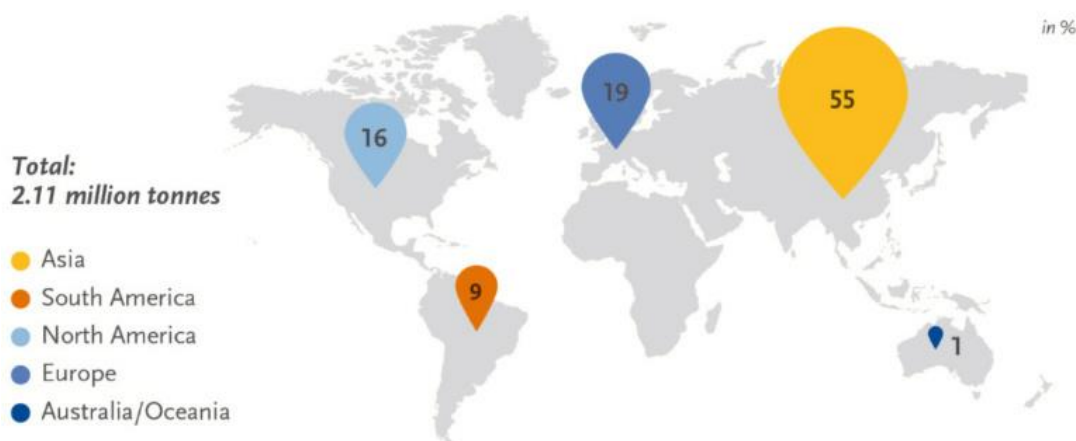 in %
55
19
16
Total:
2.11 million tonnes
Asia
South America
9
North America
1
Europe
Australia/Oceania